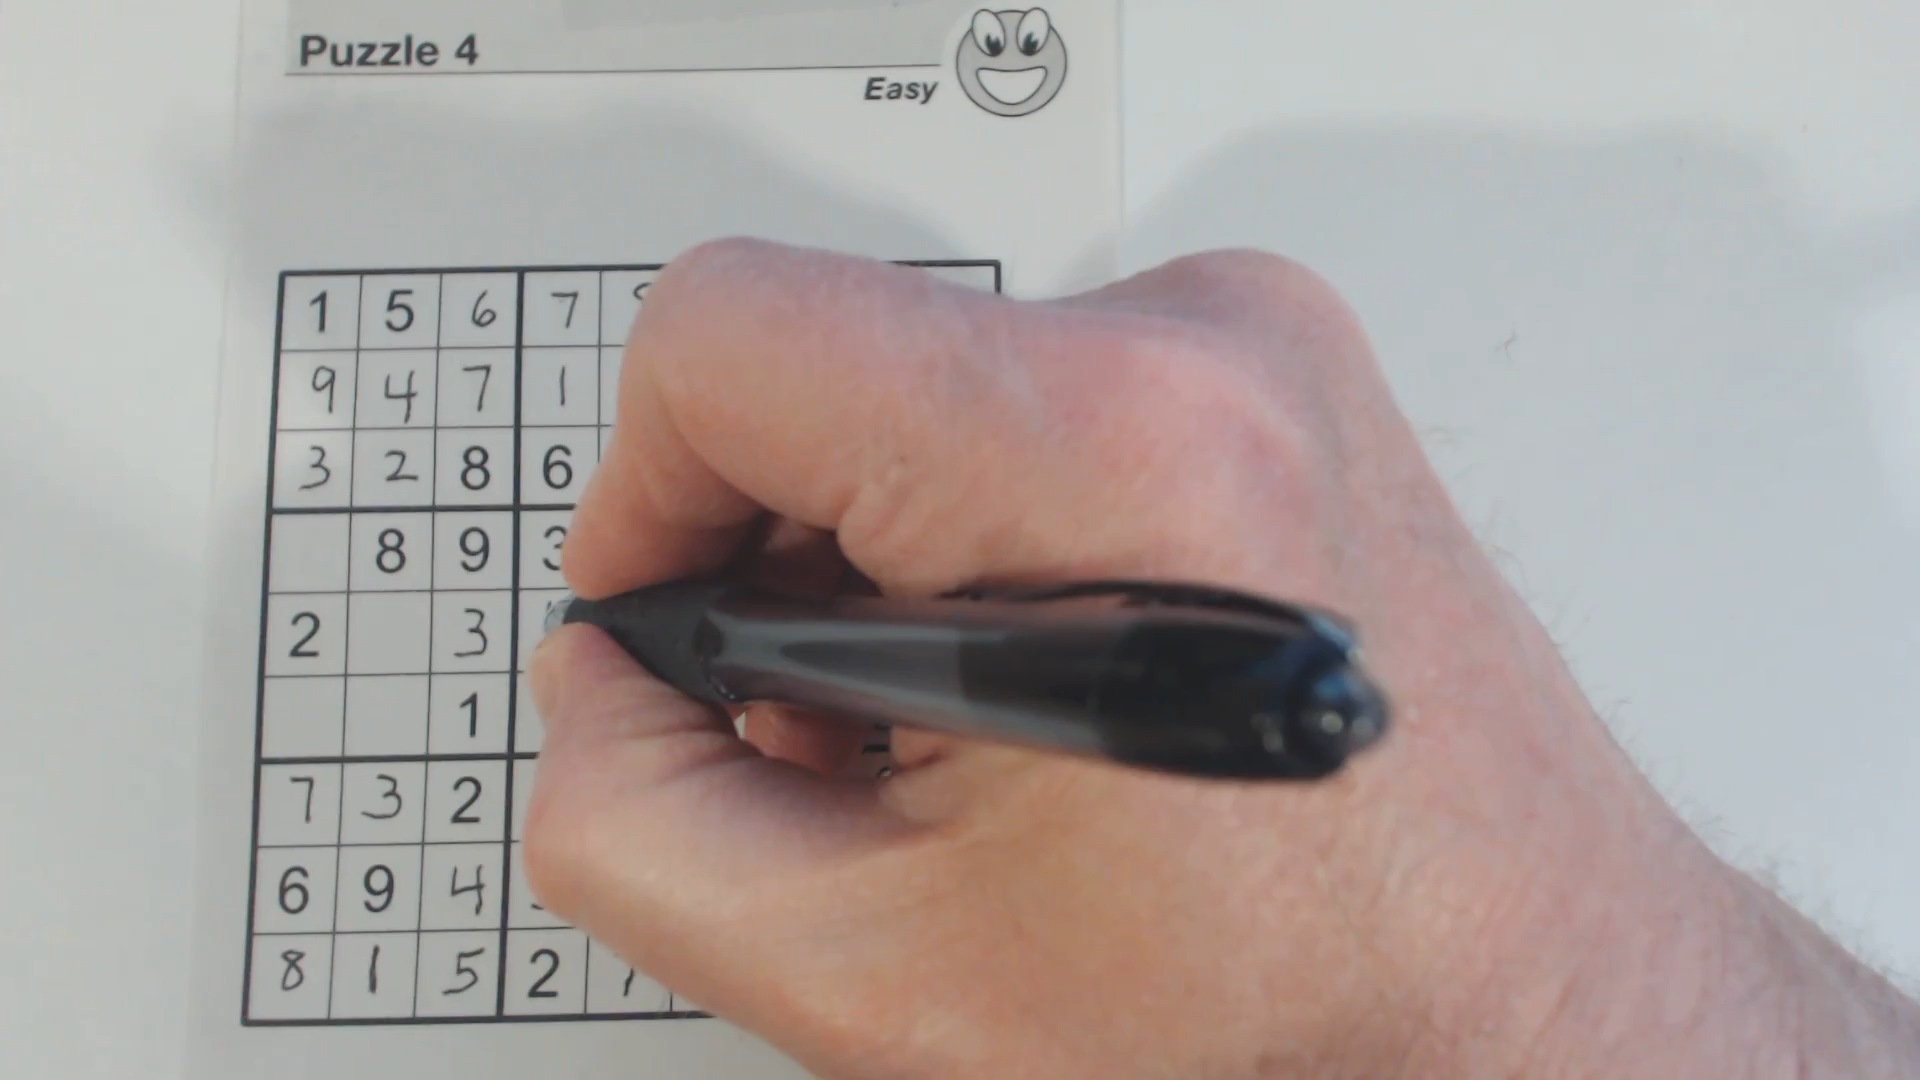 Puzzle 4
Easy
1 5 6 7
9 4 7 1
3 2 8 6
8 9 3
2 3
1
7 3 2
6 9 4
8 1 5 2